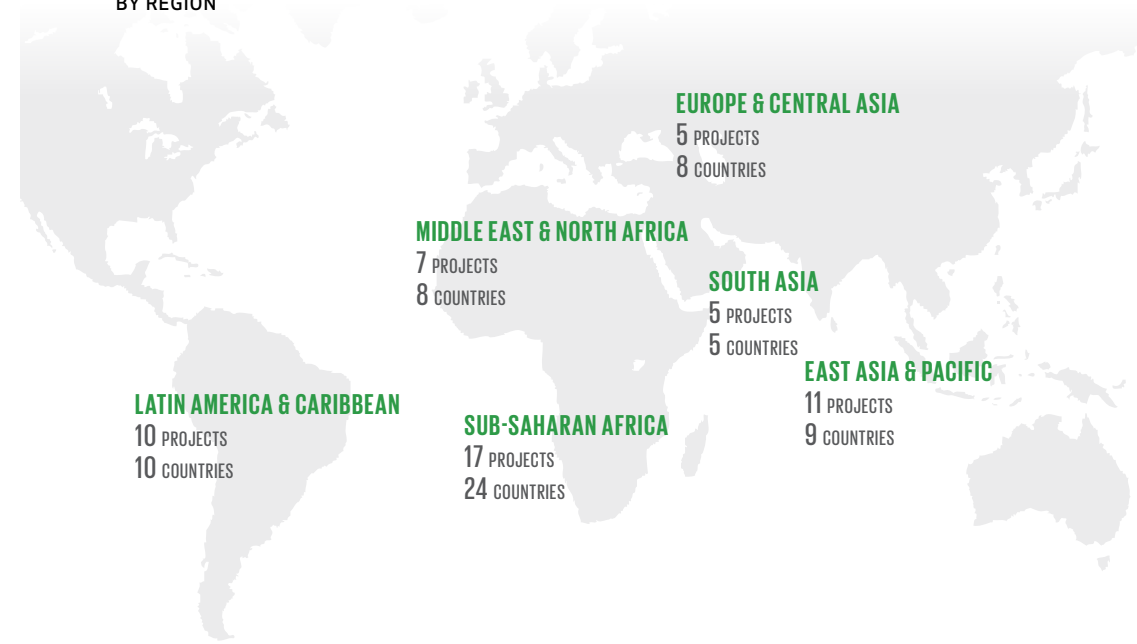 BY REGION
EUROPE & CENTRAL ASIA
5 PROJECTS
8 COUNTRIES
MIDDLE EAST & NORTH AFRICA
7 PROJECTS
8 COUNTRIES
SOUTH ASIA
5 PROJECTS
5 COUNTRIES
EAST ASIA & PACIFIC
11 PROJECTS
9 COUNTRIES
LATIN AMERICA & CARIBBEAN
10 PROJECTS
10 COUNTRIES
SUB-SAHARAN AFRICA
17 PROJECTS
24 COUNTRIES